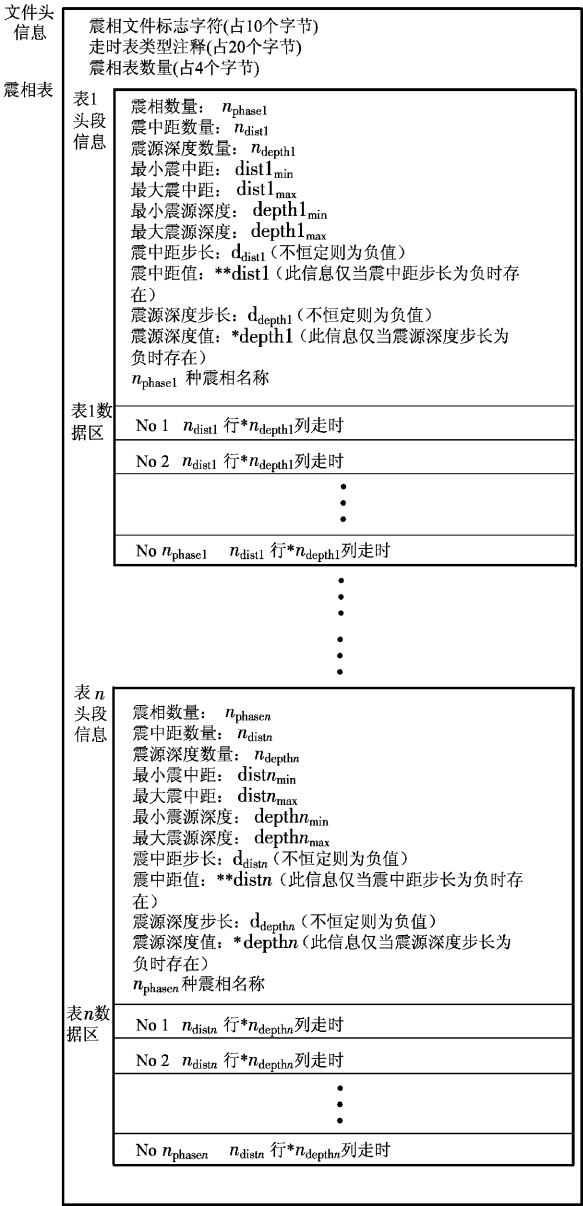 文件头
信息
震相文件标志字符(占10个字节)
走时表类型注释(占20个字节)
震相表数量(占4个字节)
震相表
表1
头段
信息
震相数量： nphase1
震中距数量：ndist1
震源深度数量：ndepth1
最小震中距： dist1min
最大震中距： dist1max
最小震源深度：depth1min
最大震源深度：depth1max
震中距步长：ddist1（不恒定则为负值）
震中距值：**dist1（此信息仅当震中距步长为负时存
在）
震源深度步长：ddepth1（不恒定则为负值）
震源深度值：*depth1（此信息仅当震源深度步长为
负时存在）
nphase1 种震相名称
表1数
据区
No 1 ndist1 行*ndepth1列走时
No 2 ndist1 行*ndepth1列走时
No nphase1 ndist1 行*ndepth1列走时
表n
头段
信息
震相数量： nphasen
震中距数量：ndistn
震源深度数量：ndepthn
最小震中距： distnmin
最大震中距： distnmax
最小震源深度：depthnmin
最大震源深度：depthnmax
震中距步长：ddistn（不恒定则为负值）
震中距值：**distn（此信息仅当震中距步长为负时存
在）
震源深度步长：ddepthn（不恒定则为负值）
震源深度值：*depthn（此信息仅当震源深度步长为
负时存在）
nphasen种震相名称
表n数
据区
No 1 ndistn 行*ndepthn列走时
No 2 ndistn 行*ndepthn列走时
No nphasen ndistn 行*ndepthn列走时